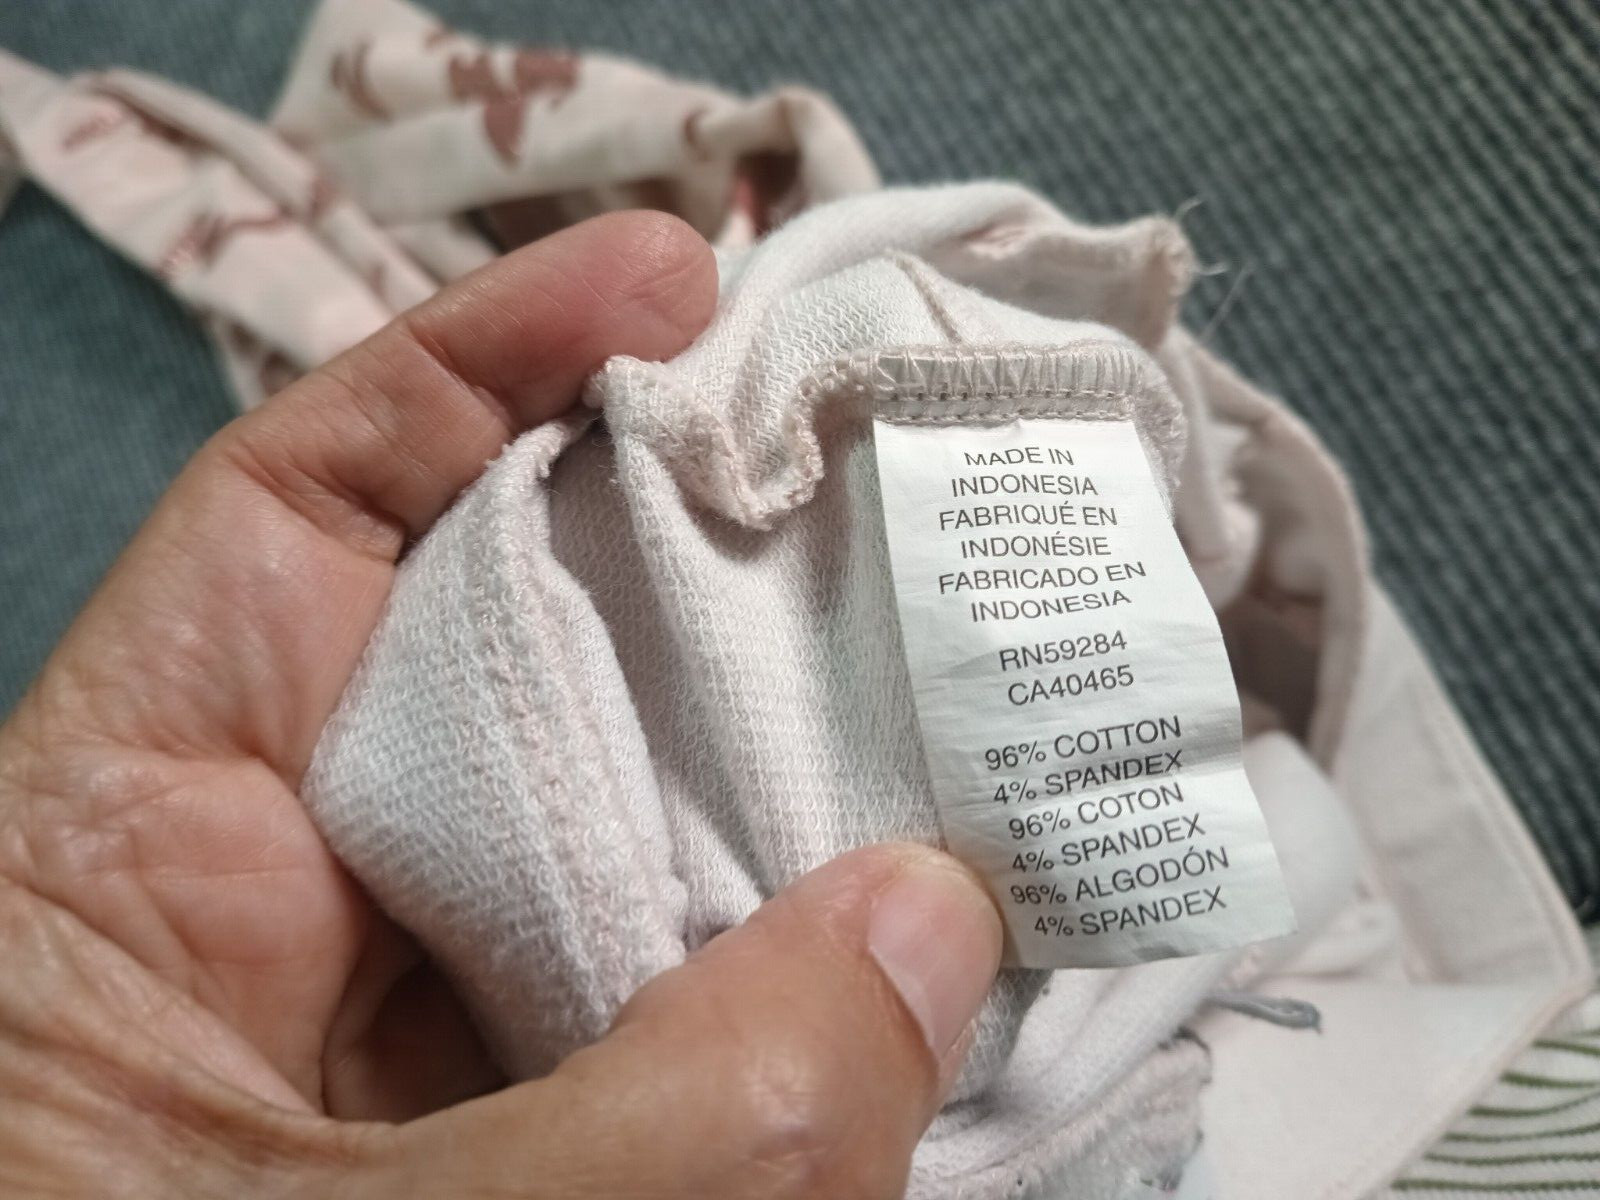 MADE IN
INDONESIA
FABRIQUÉ EN
INDONÉSIE
FABRICADO EN
INDONESIA
RN59284
CA40465
96% COTTON
4% SPANDEX
96% COTON
4% SPANDEX
96% ALGODÓN
4% SPANDEX